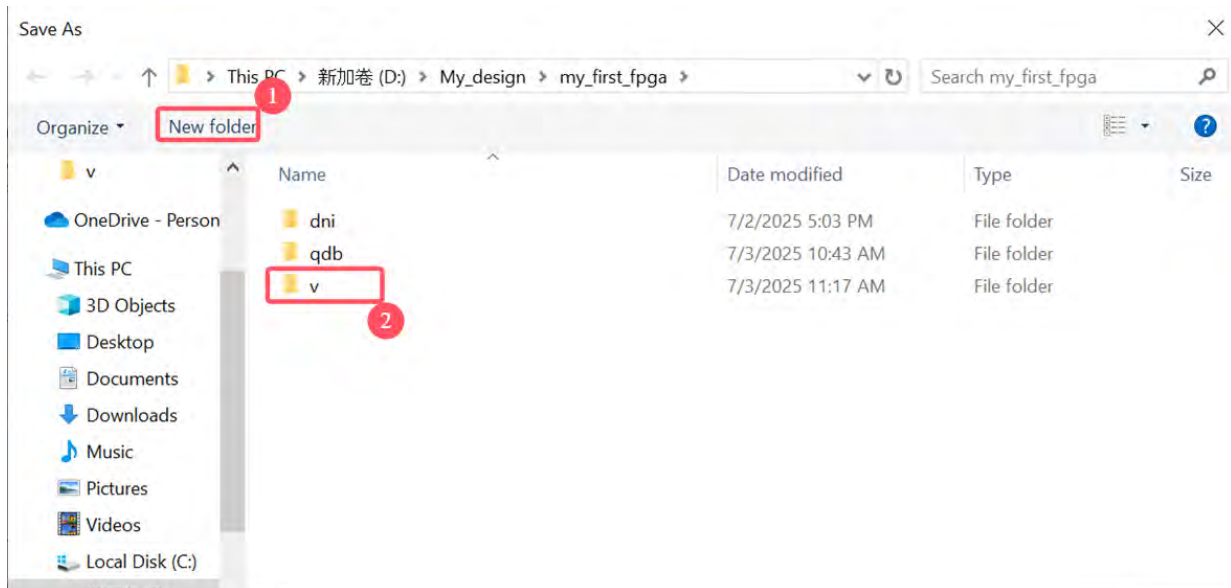 Save As
This PC > 新加卷 (D:) > My_design > my_first_fpga >
Search my_first_fpga
1
Organize
New folder
?
v
OneDrive - Person
This PC
3D Objects
Desktop
Documents
Downloads
Music
Pictures
Videos
Local Disk (C:)
Name Date modified Type Size
dni 7/2/2025 5:03 PM File folder
qdb 7/3/2025 10:43 AM File folder
v 7/3/2025 11:17 AM File folder
2